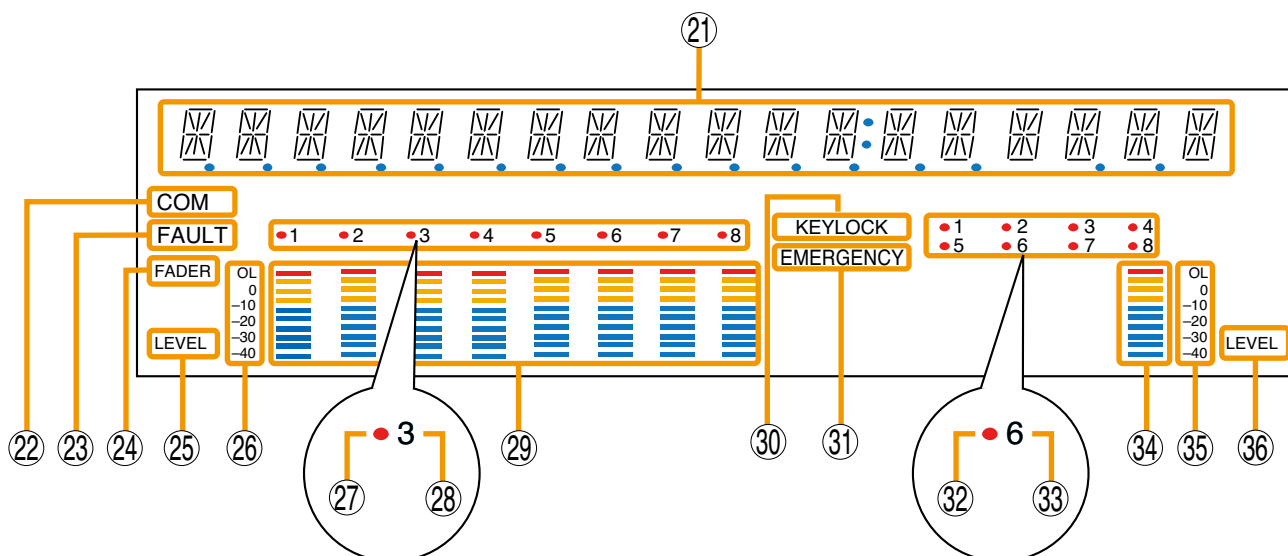 ㉑
COM
FAULT
1 2 3 4 5 6 7 8
KEYLOCK
EMERGENCY
1 2 3 4
5 6 7 8
FADER
OL
0
–10
–20
–30
–40
LEVEL
OL
0
–10
–20
–30
–40
LEVEL
㉒ ㉓ ㉔ ㉕ ㉖ 3 ㉙ ㉚ ㉛ 6 ㉞ ㉟ ㊱
㉗ ㉘ ㉜ ㉝